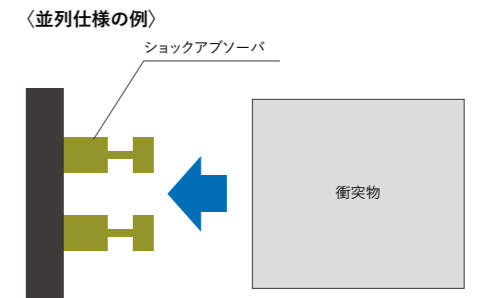 〈並列仕様の例〉
ショックアブソーバ
衝突物